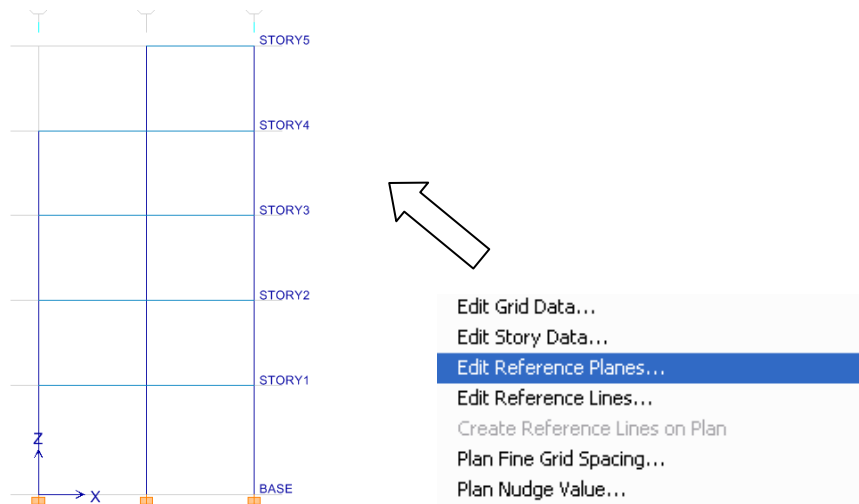 STORY5
STORY4
STORY3
STORY2
STORY1
Z
X
BASE
Edit Grid Data...
Edit Story Data...
Edit Reference Planes...
Edit Reference Lines...
Create Reference Lines on Plan
Plan Fine Grid Spacing...
Plan Nudge Value...